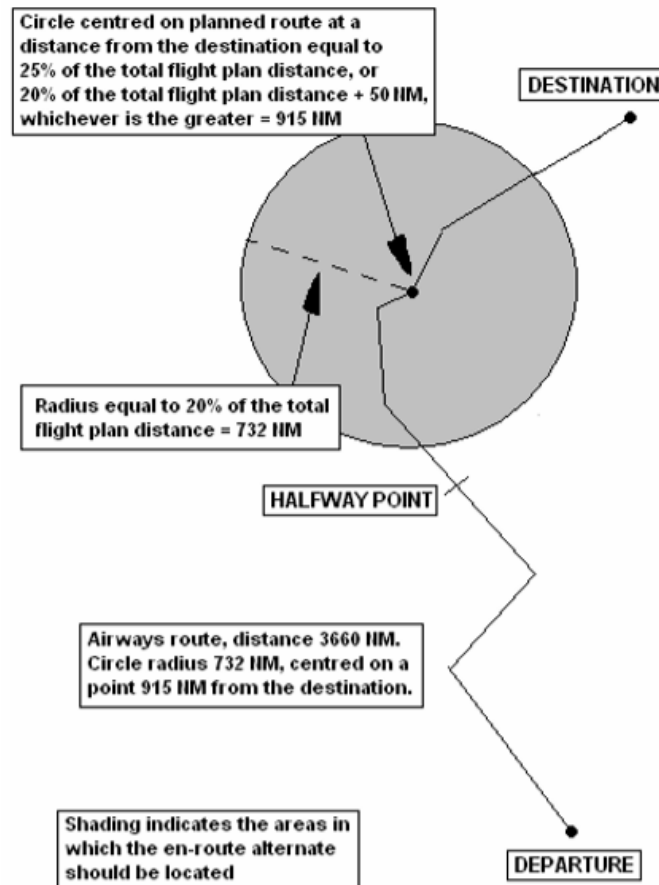 Circle centred on planned route at a
distance from the destination equal to
25% of the total flight plan distance, or
20% of the total flight plan distance + 50 NM,
whichever is the greater = 915 NM
DESTINATION
Radius equal to 20% of the total
flight plan distance = 732 NM
HALFWAY POINT
Airways route, distance 3660 NM.
Circle radius 732 NM, centred on a
point 915 NM from the destination.
Shading indicates the areas in
which the en-route alternate
should be located
DEPARTURE